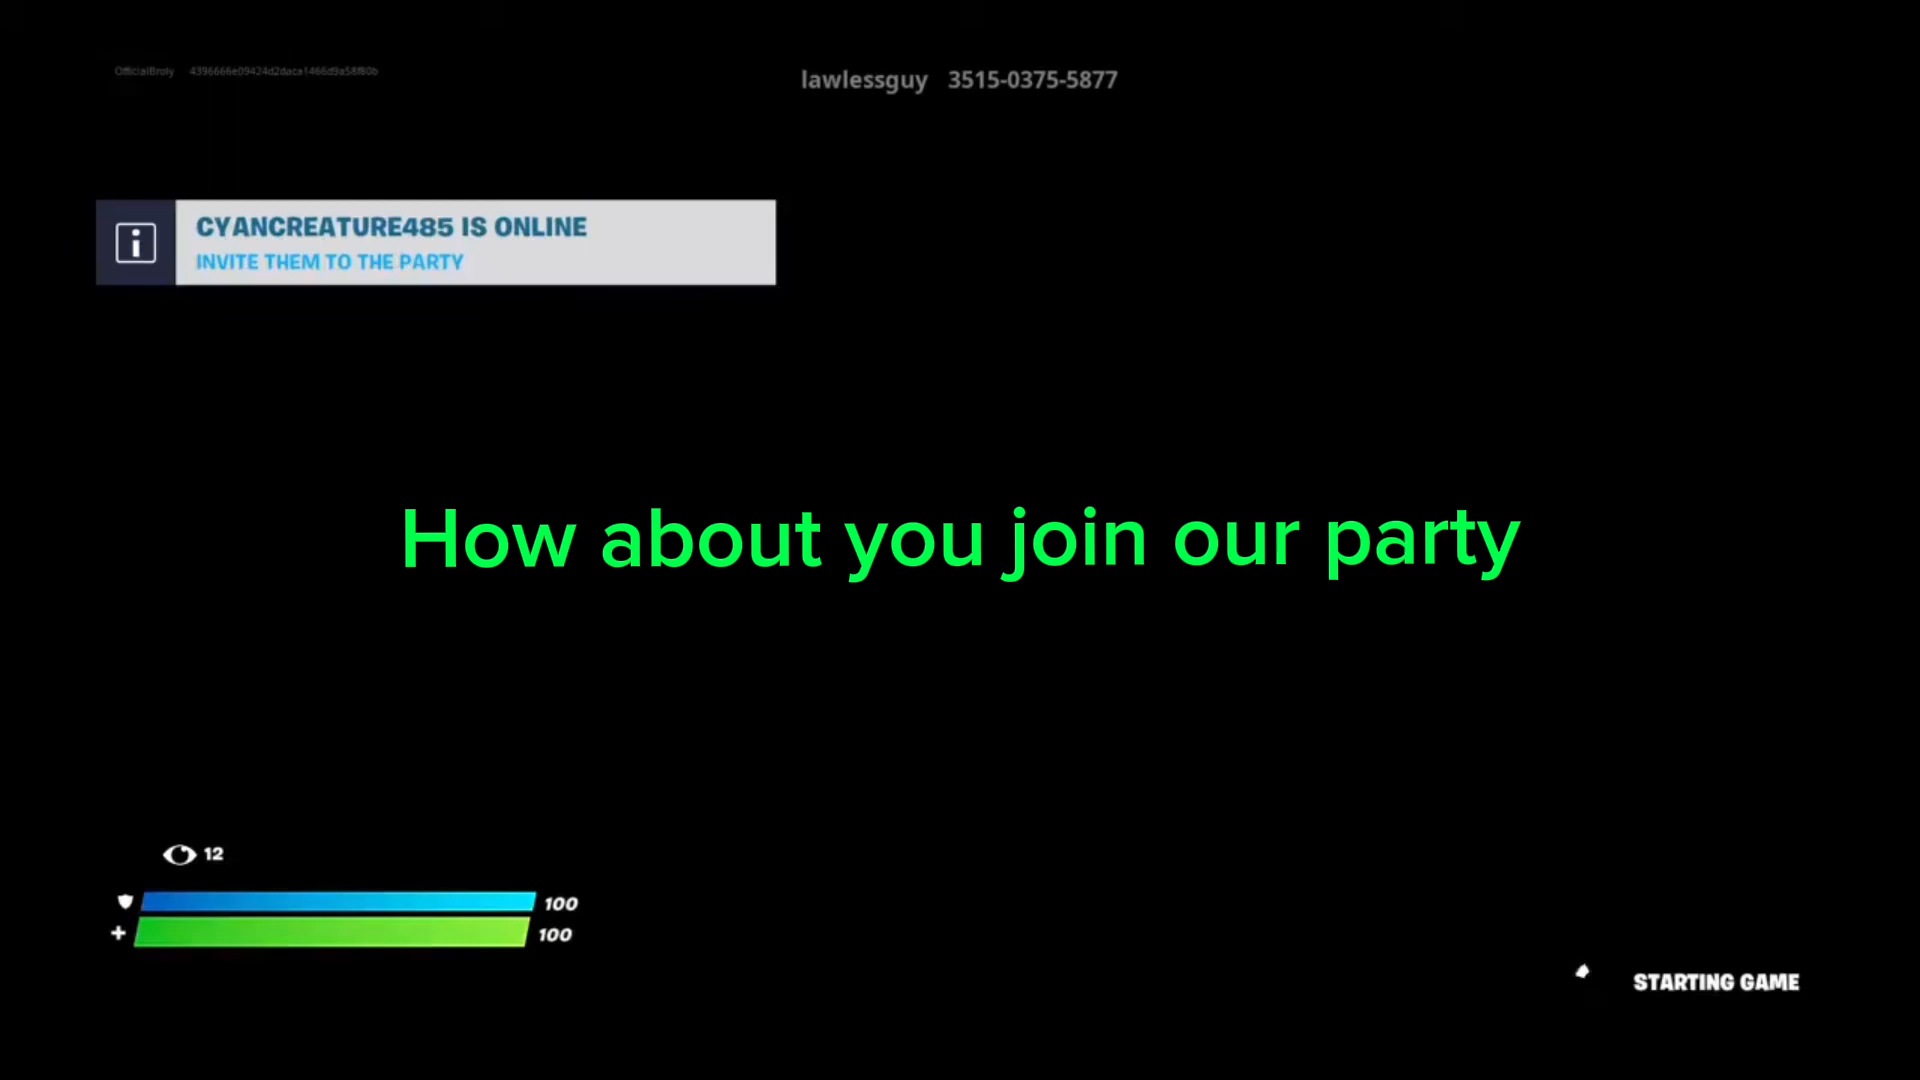 OfficialBroly
lawlessguy 3515-0375-5877
CYANCREATURE485 IS ONLINE
INVITE THEM TO THE PARTY
How about you join our party
12
100
100
STARTING GAME